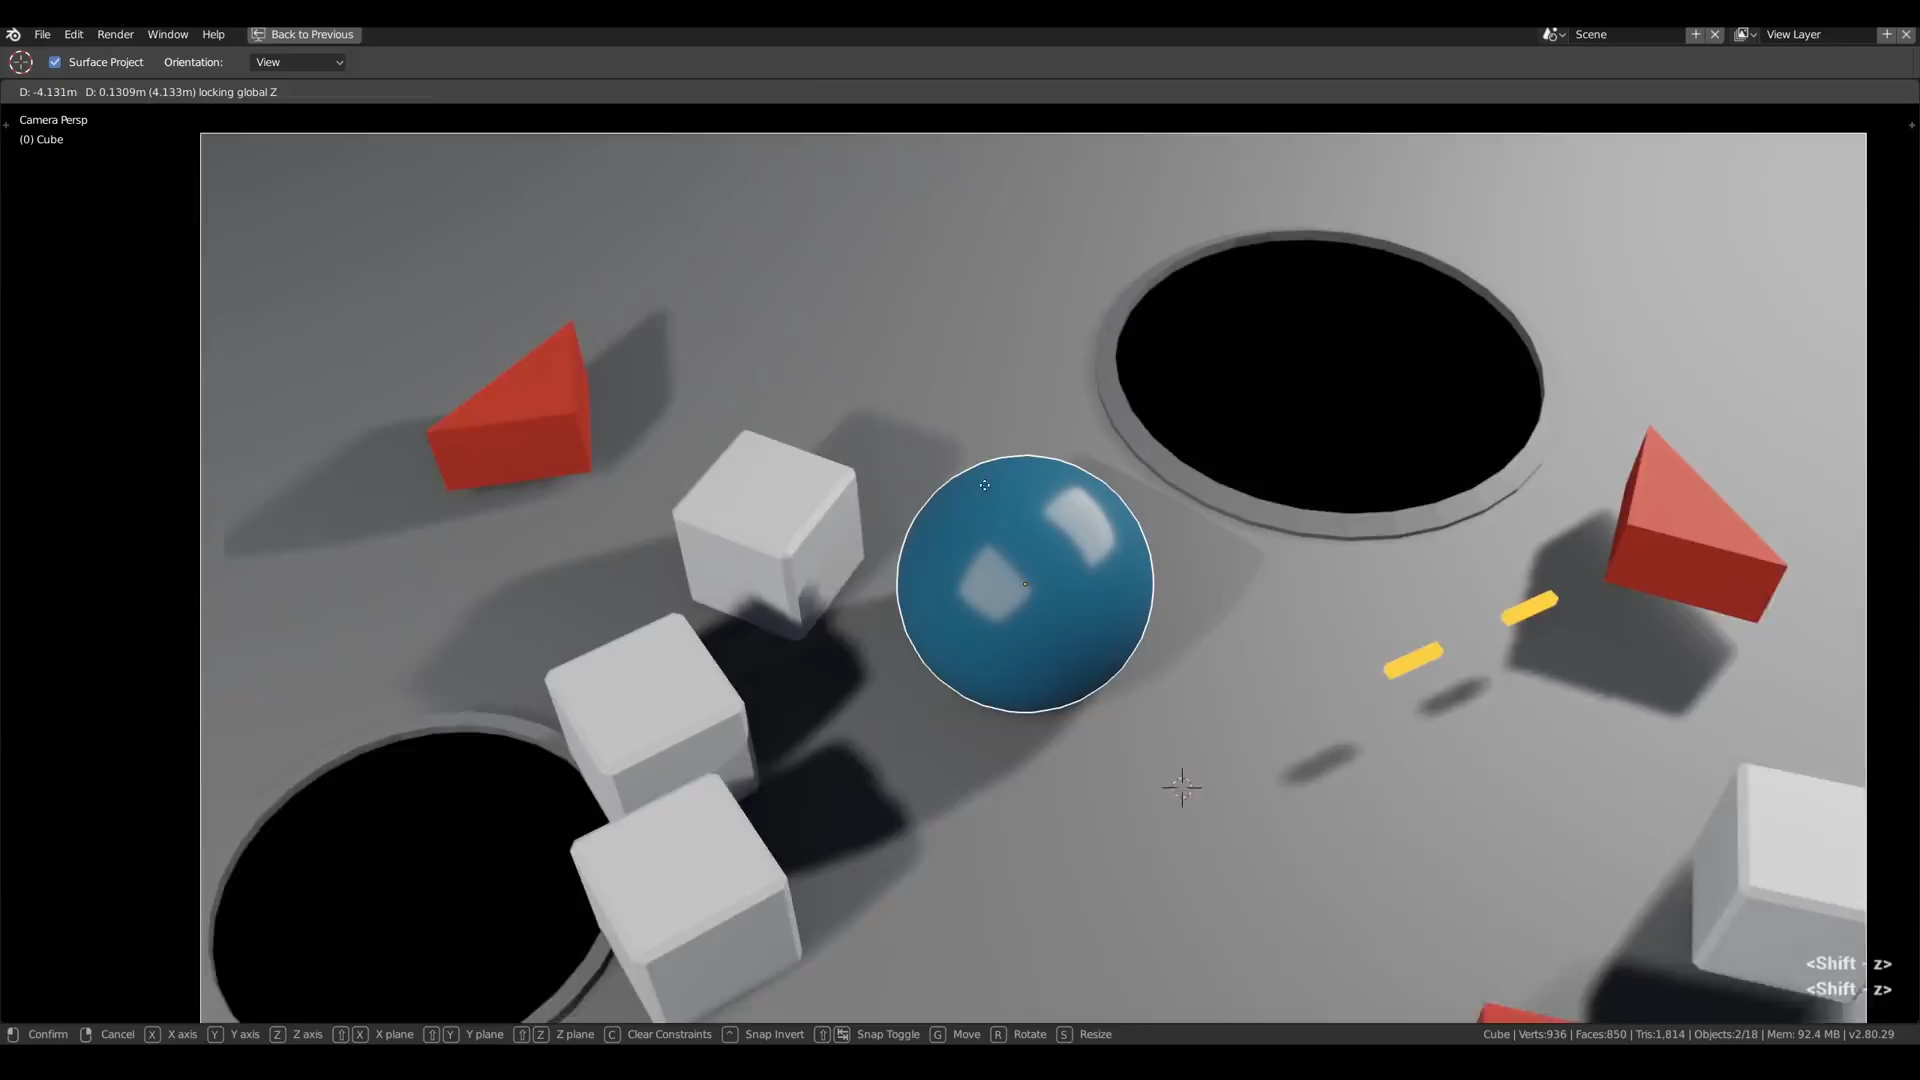 File Edit Render Window Help Back to Previous Scene View Layer
Surface Project Orientation: View
D: -4.131m D: 0.1309m (4.133m) locking global Z
Camera Persp
(0) Cube
<Shift - z>
<Shift - z>
Confirm Cancel X X axis Y Y axis Z Z axis X X plane Y Y plane Z Z plane C Clear Constraints ^ Snap Invert Snap Toggle G Move R Rotate S Resize Cube | Verts:936 | Faces:850 | Tris:1,814 | Objects:2/18 | Mem: 92.4 MB | v2.80.29